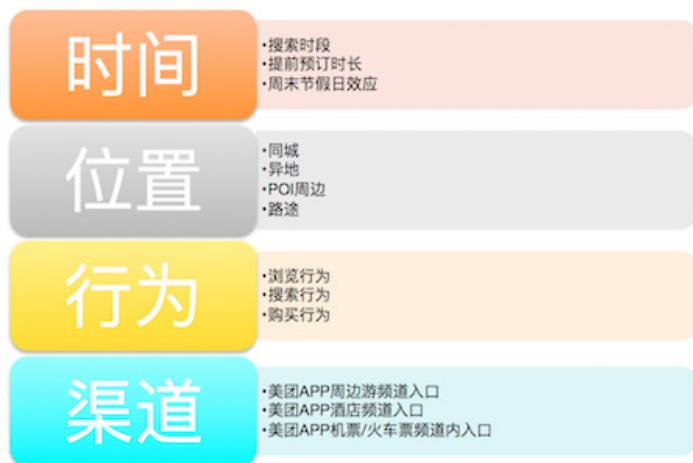 时间
•搜索时段
•提前预订时长
•周末节假日效应
位置
•同城
•异地
•POI周边
•路途
行为
•浏览行为
•搜索行为
•购买行为
渠道
•美团APP周边游频道入口
•美团APP酒店频道入口
•美团APP机票/火车票频道内入口